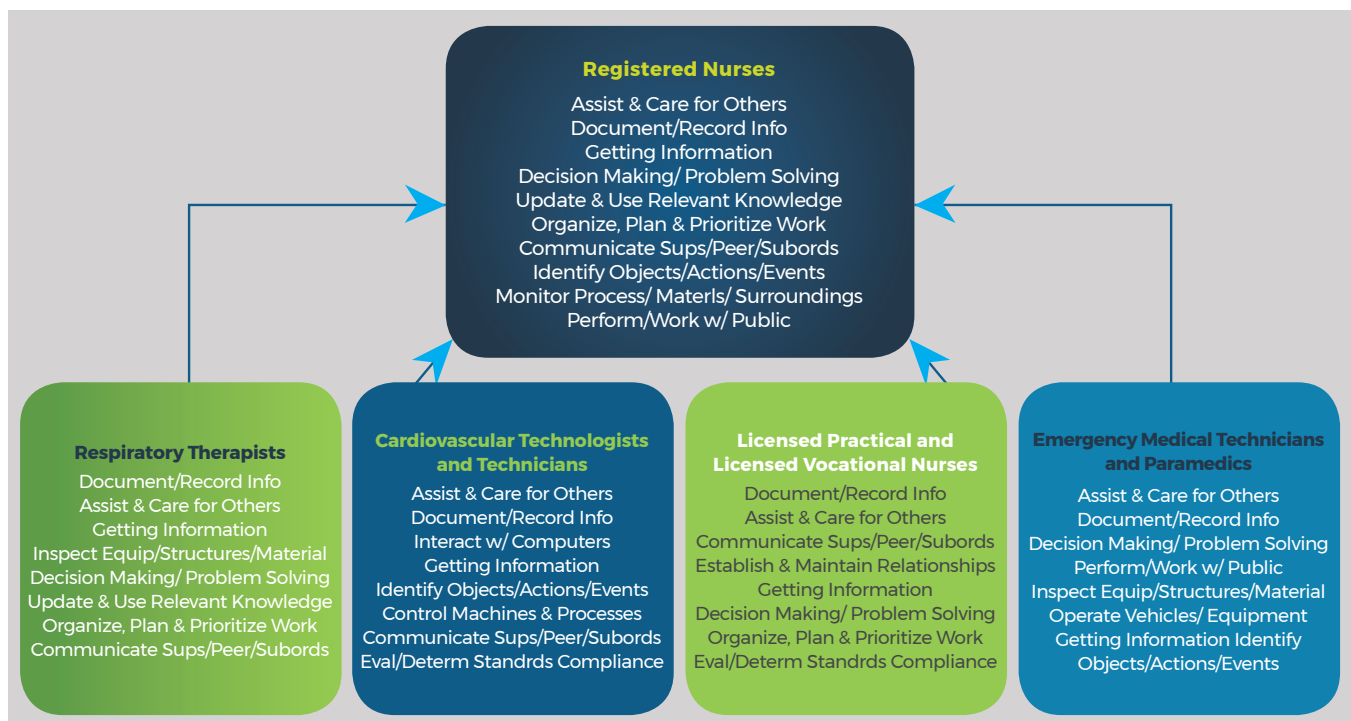 Registered Nurses
Assist & Care for Others
Document/Record Info
Getting Information
Decision Making/ Problem Solving
Update & Use Relevant Knowledge
Organize, Plan & Prioritize Work
Communicate Sups/Peer/Subords
Identify Objects/Actions/Events
Monitor Process/ Materls/ Surroundings
Perform/Work w/ Public
Respiratory Therapists
Document/Record Info
Assist & Care for Others
Getting Information
Inspect Equip/Structures/Material
Decision Making/ Problem Solving
Update & Use Relevant Knowledge
Organize, Plan & Prioritize Work
Communicate Sups/Peer/Subords
Cardiovascular Technologists
and Technicians
Assist & Care for Others
Document/Record Info
Interact w/ Computers
Getting Information
Identify Objects/Actions/Events
Control Machines & Processes
Communicate Sups/Peer/Subords
Eval/Determ Standrds Compliance
Licensed Practical and
Licensed Vocational Nurses
Document/Record Info
Assist & Care for Others
Communicate Sups/Peer/Subords
Establish & Maintain Relationships
Getting Information
Decision Making/ Problem Solving
Organize, Plan & Prioritize Work
Eval/Determ Standrds Compliance
Emergency Medical Technicians
and Paramedics
Assist & Care for Others
Document/Record Info
Decision Making/ Problem Solving
Perform/Work w/ Public
Inspect Equip/Structures/Material
Operate Vehicles/ Equipment
Getting Information Identify
Objects/Actions/Events